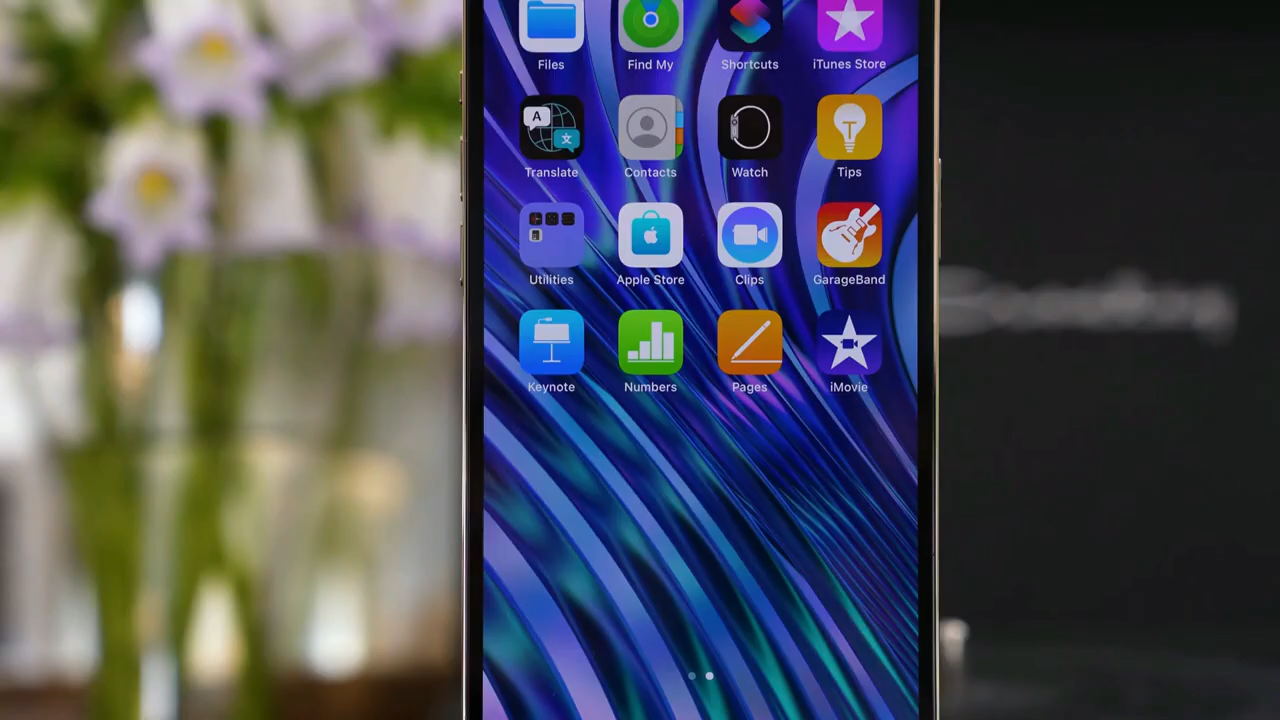 Files Find My Shortcuts iTunes Store
A
文
Translate Contacts Watch Tips
Utilities Apple Store Clips GarageBand
Keynote Numbers Pages iMovie